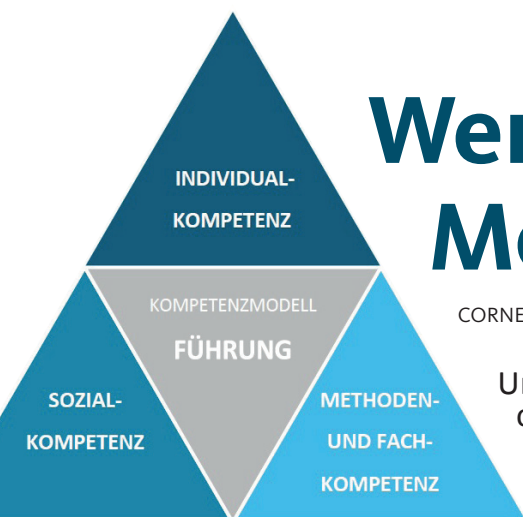 INDIVIDUAL-
KOMPETENZ
KOMPETENZMODELL
FÜHRUNG
SOZIAL-
KOMPETENZ
METHODEN-
UND FACH-
KOMPETENZ